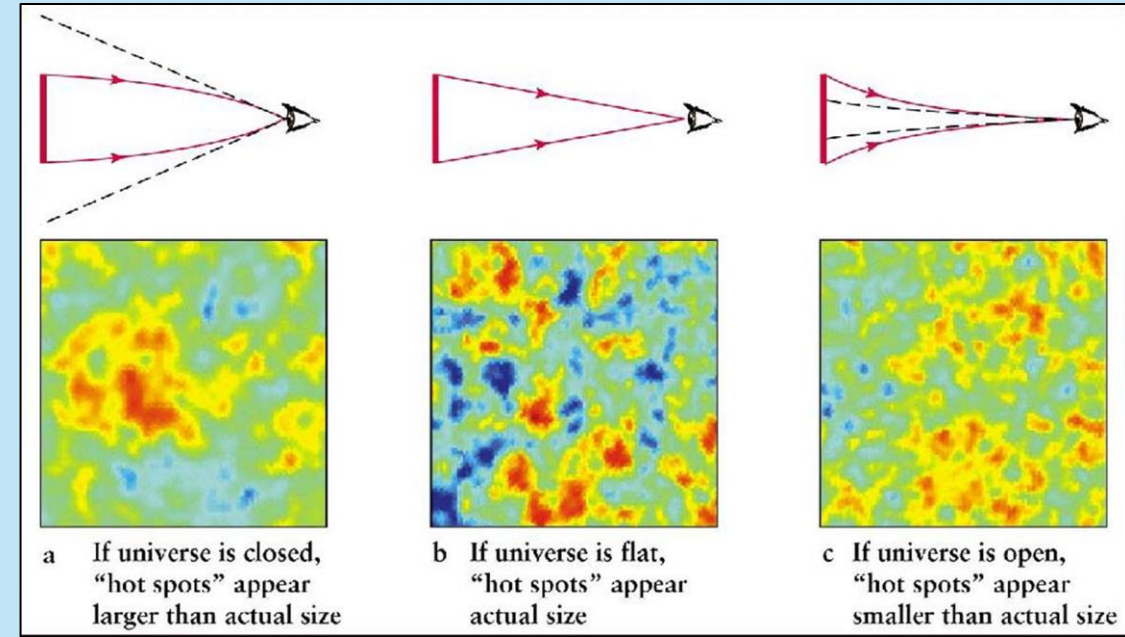 a If universe is closed,
“hot spots” appear
larger than actual size
b If universe is flat,
“hot spots” appear
actual size
c If universe is open,
“hot spots” appear
smaller than actual size